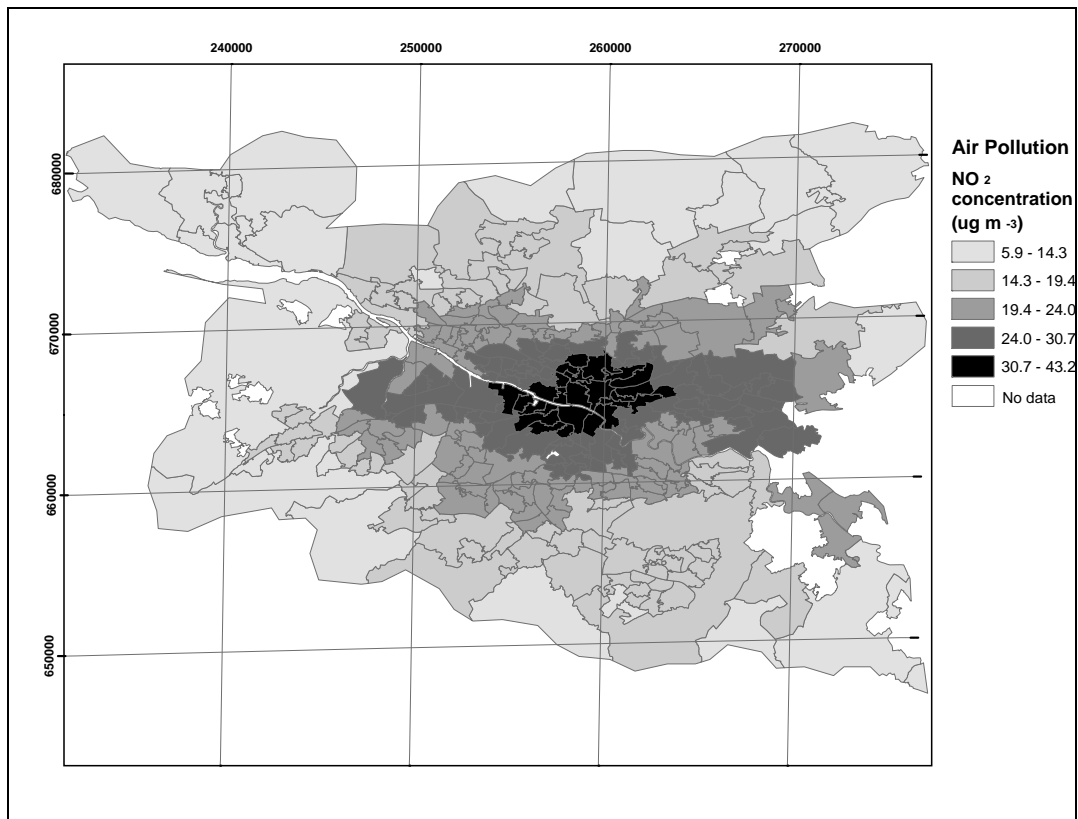 240000
250000
260000
270000
680000
670000
660000
650000
Air Pollution
NO 2
concentration
(ug m -3)
5.9 - 14.3
14.3 - 19.4
19.4 - 24.0
24.0 - 30.7
30.7 - 43.2
No data